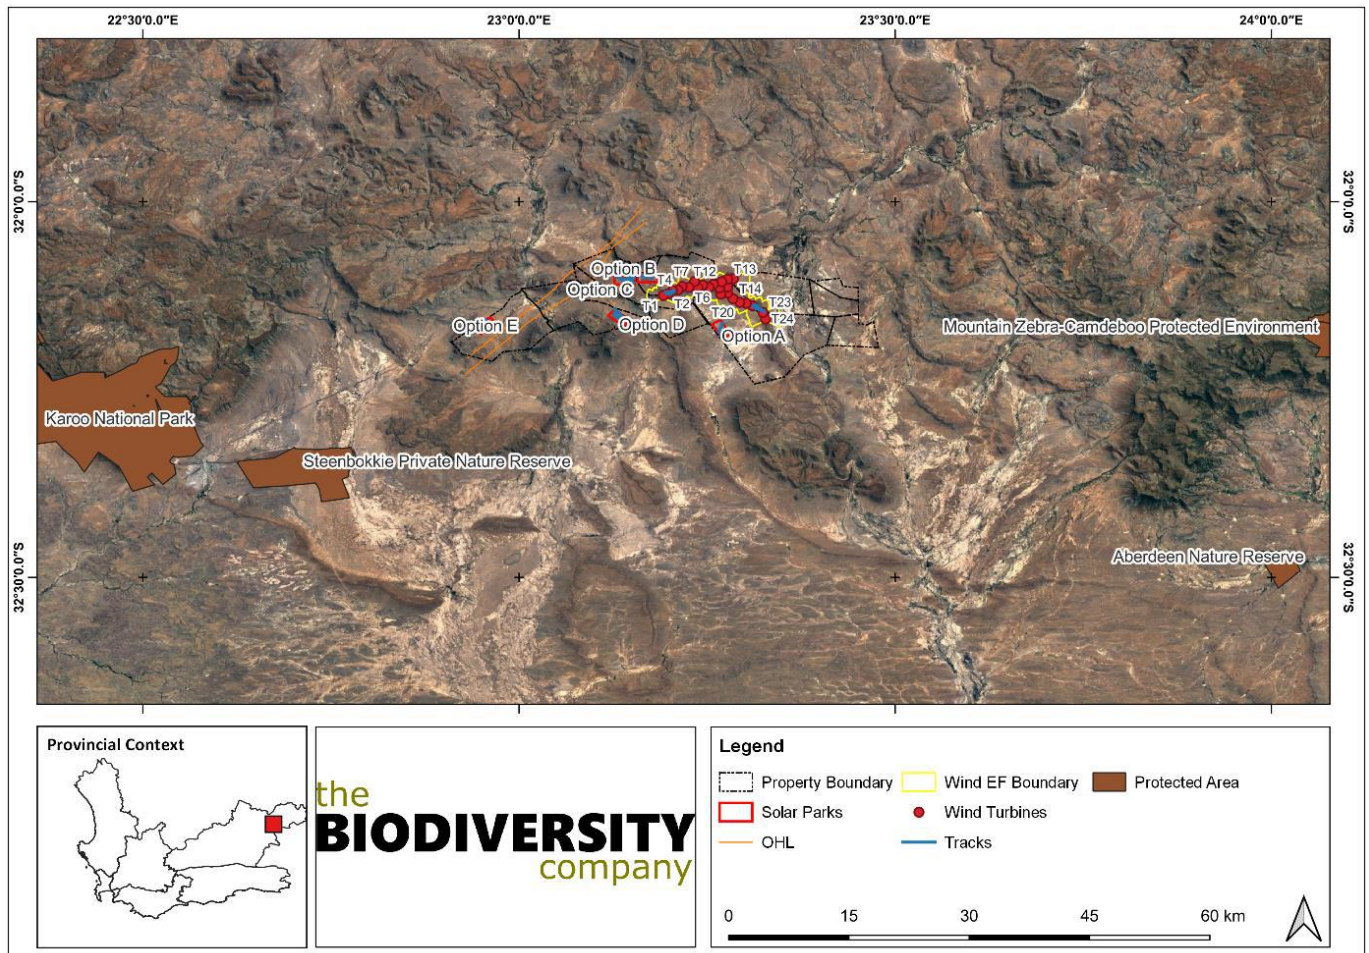 22°30'0.0"E
23°0'0.0"E
23°30'0.0"E
24°0'0.0"E
32°0'0.0"S
32°0'0.0"S
Option B
T7
T12
T13
T4
Option C
T14
T1
T2
T6
T23
Option E
Option D
T20
T24
Option A
Mountain Zebra-Camdeboo Protected Environment
Karoo National Park
Steenbokkie Private Nature Reserve
Aberdeen Nature Reserve
32°30'0.0"S
32°30'0.0"S
Provincial Context
the
BIODIVERSITY
company
Legend
Property Boundary
Wind EF Boundary
Protected Area
Solar Parks
Wind Turbines
OHL
Tracks
0 15 30 45 60 km